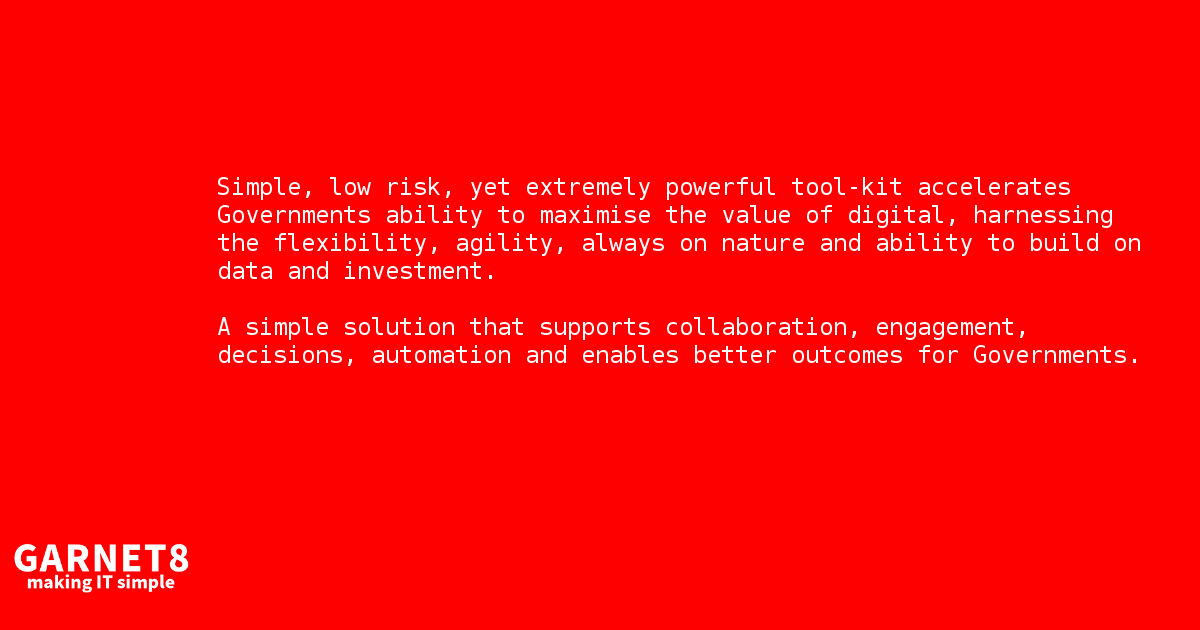 Simple, low risk, yet extremely powerful tool-kit accelerates
Governments ability to maximise the value of digital, harnessing
the flexibility, agility, always on nature and ability to build on
data and investment.
A simple solution that supports collaboration, engagement,
decisions, automation and enables better outcomes for Governments.
GARNET8
making IT simple